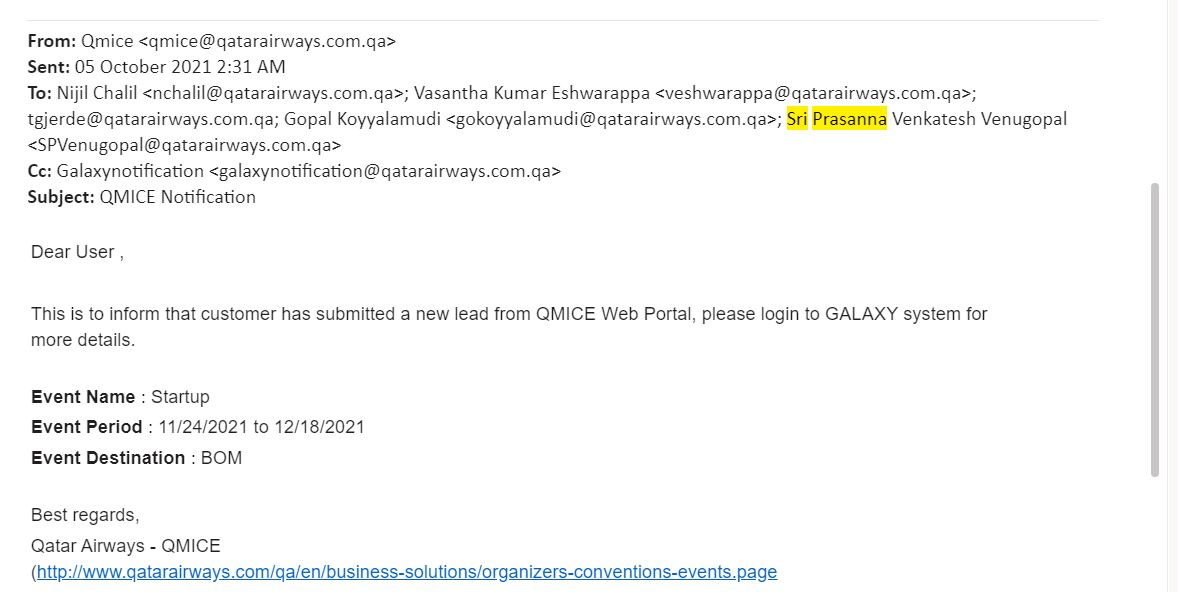 From: Qmice <qmice@qatarairways.com.qa>
Sent: 05 October 2021 2:31 AM
To: Nijil Chalil <nchalil@qatarairways.com.qa>; Vasantha Kumar Eshwarappa <veshwarappa@qatarairways.com.qa>;
tgjerde@qatarairways.com.qa; Gopal Koyyalamudi <gokoyyalamudi@qatarairways.com.qa>; Sri Prasanna Venkatesh Venugopal
<SPVenugopal@qatarairways.com.qa>
Cc: Galaxynotification <galaxynotification@qatarairways.com.qa>
Subject: QMICE Notification
Dear User ,
This is to inform that customer has submitted a new lead from QMICE Web Portal, please login to GALAXY system for
more details.
Event Name : Startup
Event Period : 11/24/2021 to 12/18/2021
Event Destination : BOM
Best regards,
Qatar Airways - QMICE
(http://www.qatarairways.com/qa/en/business-solutions/organizers-conventions-events.page